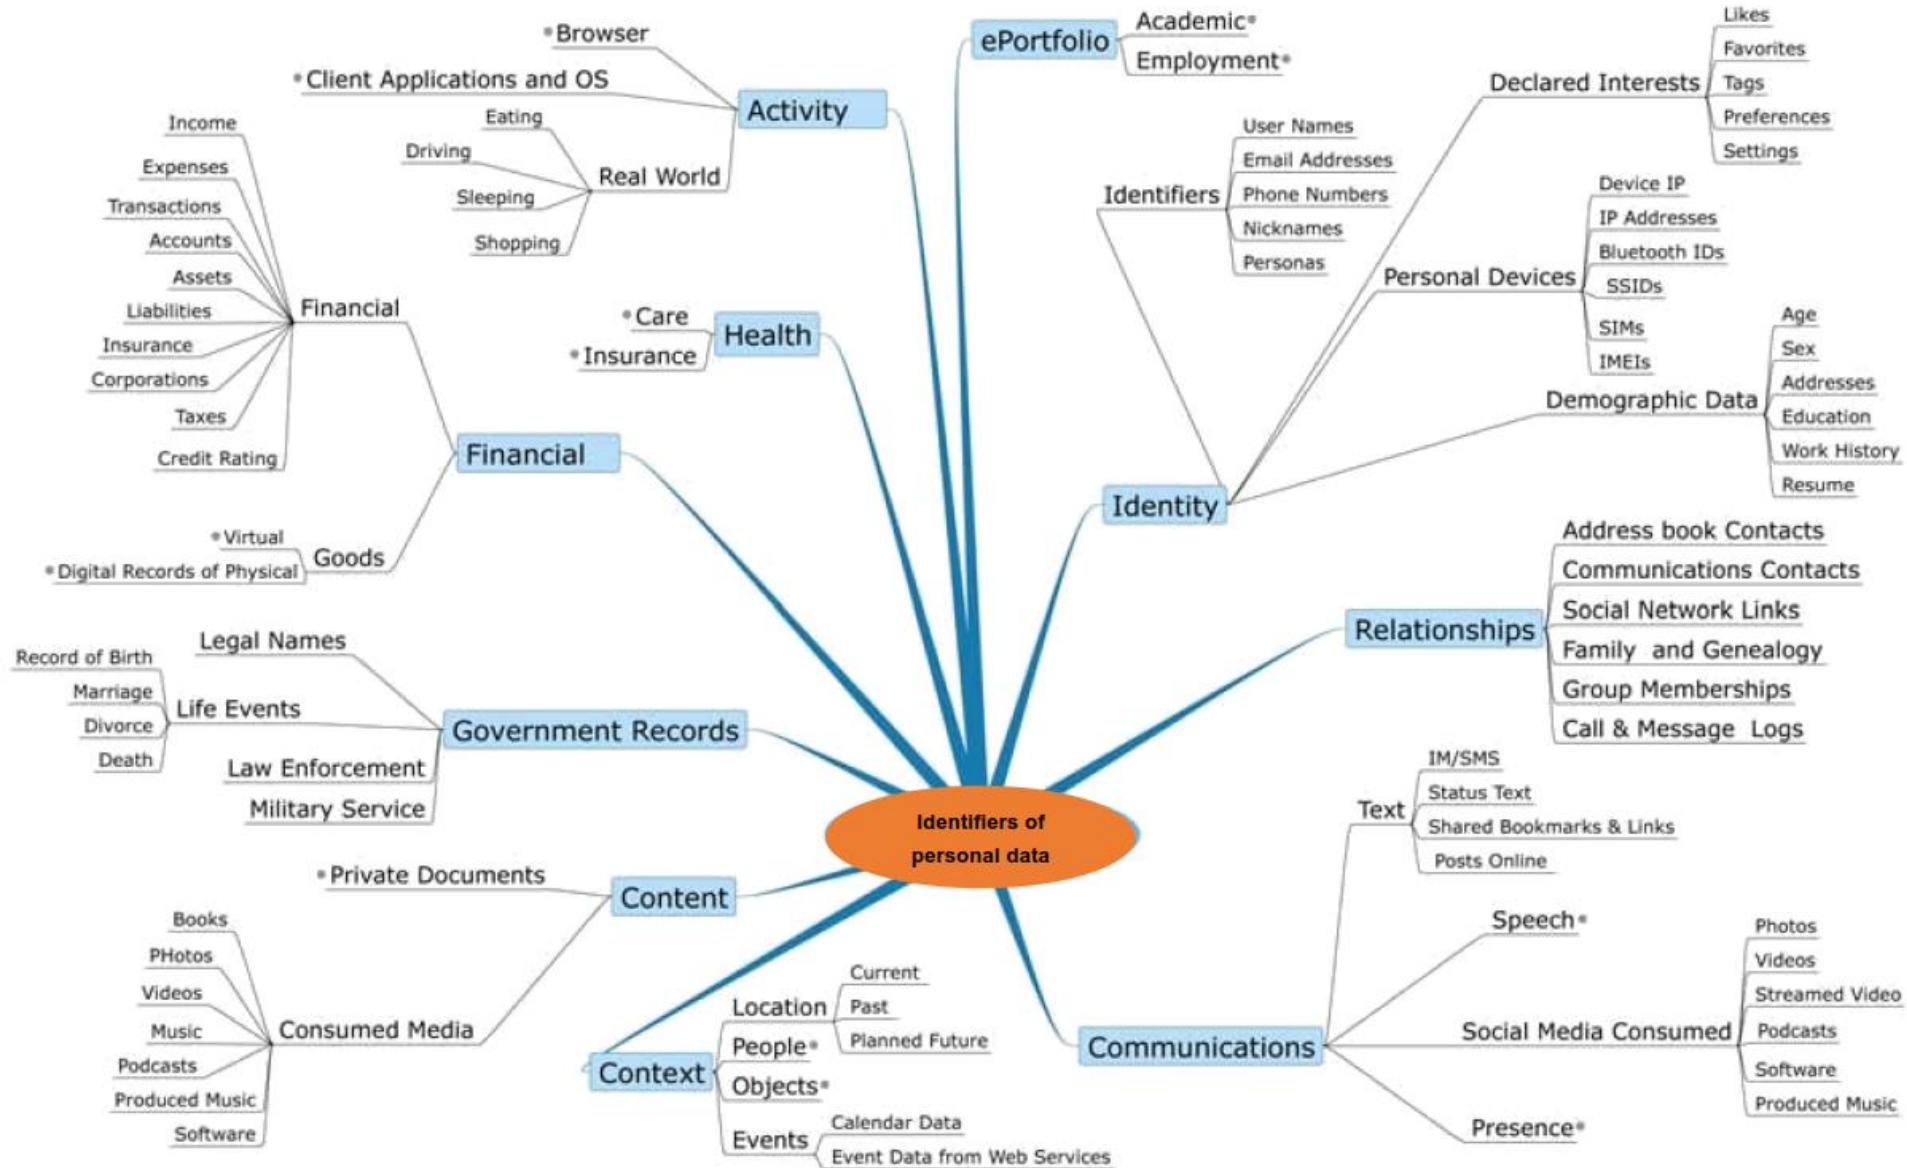 Identifiers of
personal data
ePortfolio
Academic
Employment
Identity
Identifiers
User Names
Email Addresses
Phone Numbers
Nicknames
Personas
Declared Interests
Likes
Favorites
Tags
Preferences
Settings
Personal Devices
Device IP
IP Addresses
Bluetooth IDs
SSIDs
SIMs
IMEIs
Demographic Data
Age
Sex
Addresses
Education
Work History
Resume
Relationships
Address book Contacts
Communications Contacts
Social Network Links
Family and Genealogy
Group Memberships
Call & Message Logs
Communications
Text
IM/SMS
Status Text
Shared Bookmarks & Links
Posts Online
Speech
Social Media Consumed
Photos
Videos
Streamed Video
Podcasts
Software
Produced Music
Presence
Context
Location
Current
Past
Planned Future
People
Objects
Events
Calendar Data
Event Data from Web Services
Content
Private Documents
Consumed Media
Books
PHotos
Videos
Music
Podcasts
Produced Music
Software
Government Records
Legal Names
Life Events
Record of Birth
Marriage
Divorce
Death
Law Enforcement
Military Service
Financial
Financial
Income
Expenses
Transactions
Accounts
Assets
Liabilities
Insurance
Corporations
Taxes
Credit Rating
Goods
Virtual
Digital Records of Physical
Health
Care
Insurance
Activity
Browser
Client Applications and OS
Real World
Eating
Driving
Sleeping
Shopping